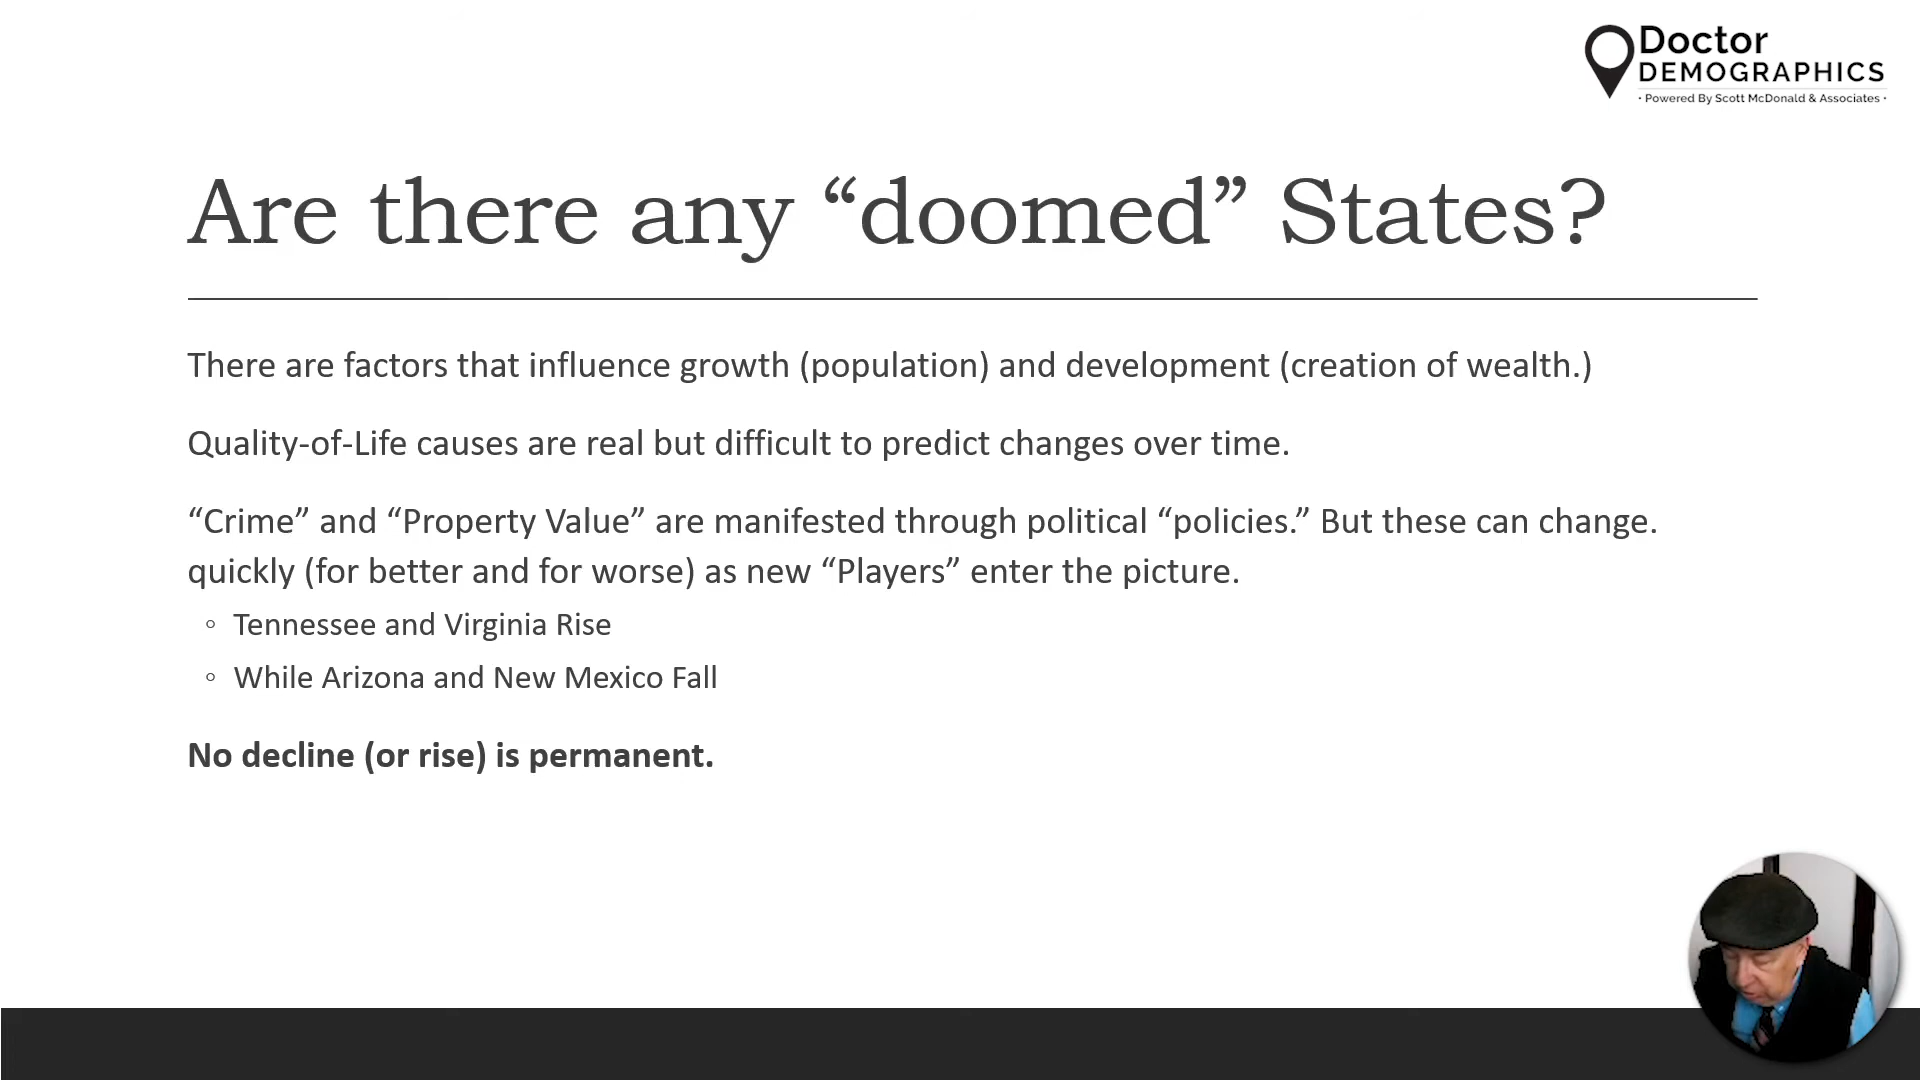 Doctor
DEMOGRAPHICS
· Powered By Scott McDonald & Associates ·
Are there any “doomed” States?
There are factors that influence growth (population) and development (creation of wealth.)
Quality-of-Life causes are real but difficult to predict changes over time.
“Crime” and “Property Value” are manifested through political “policies.” But these can change.
quickly (for better and for worse) as new “Players” enter the picture.
◦ Tennessee and Virginia Rise
◦ While Arizona and New Mexico Fall
No decline (or rise) is permanent.